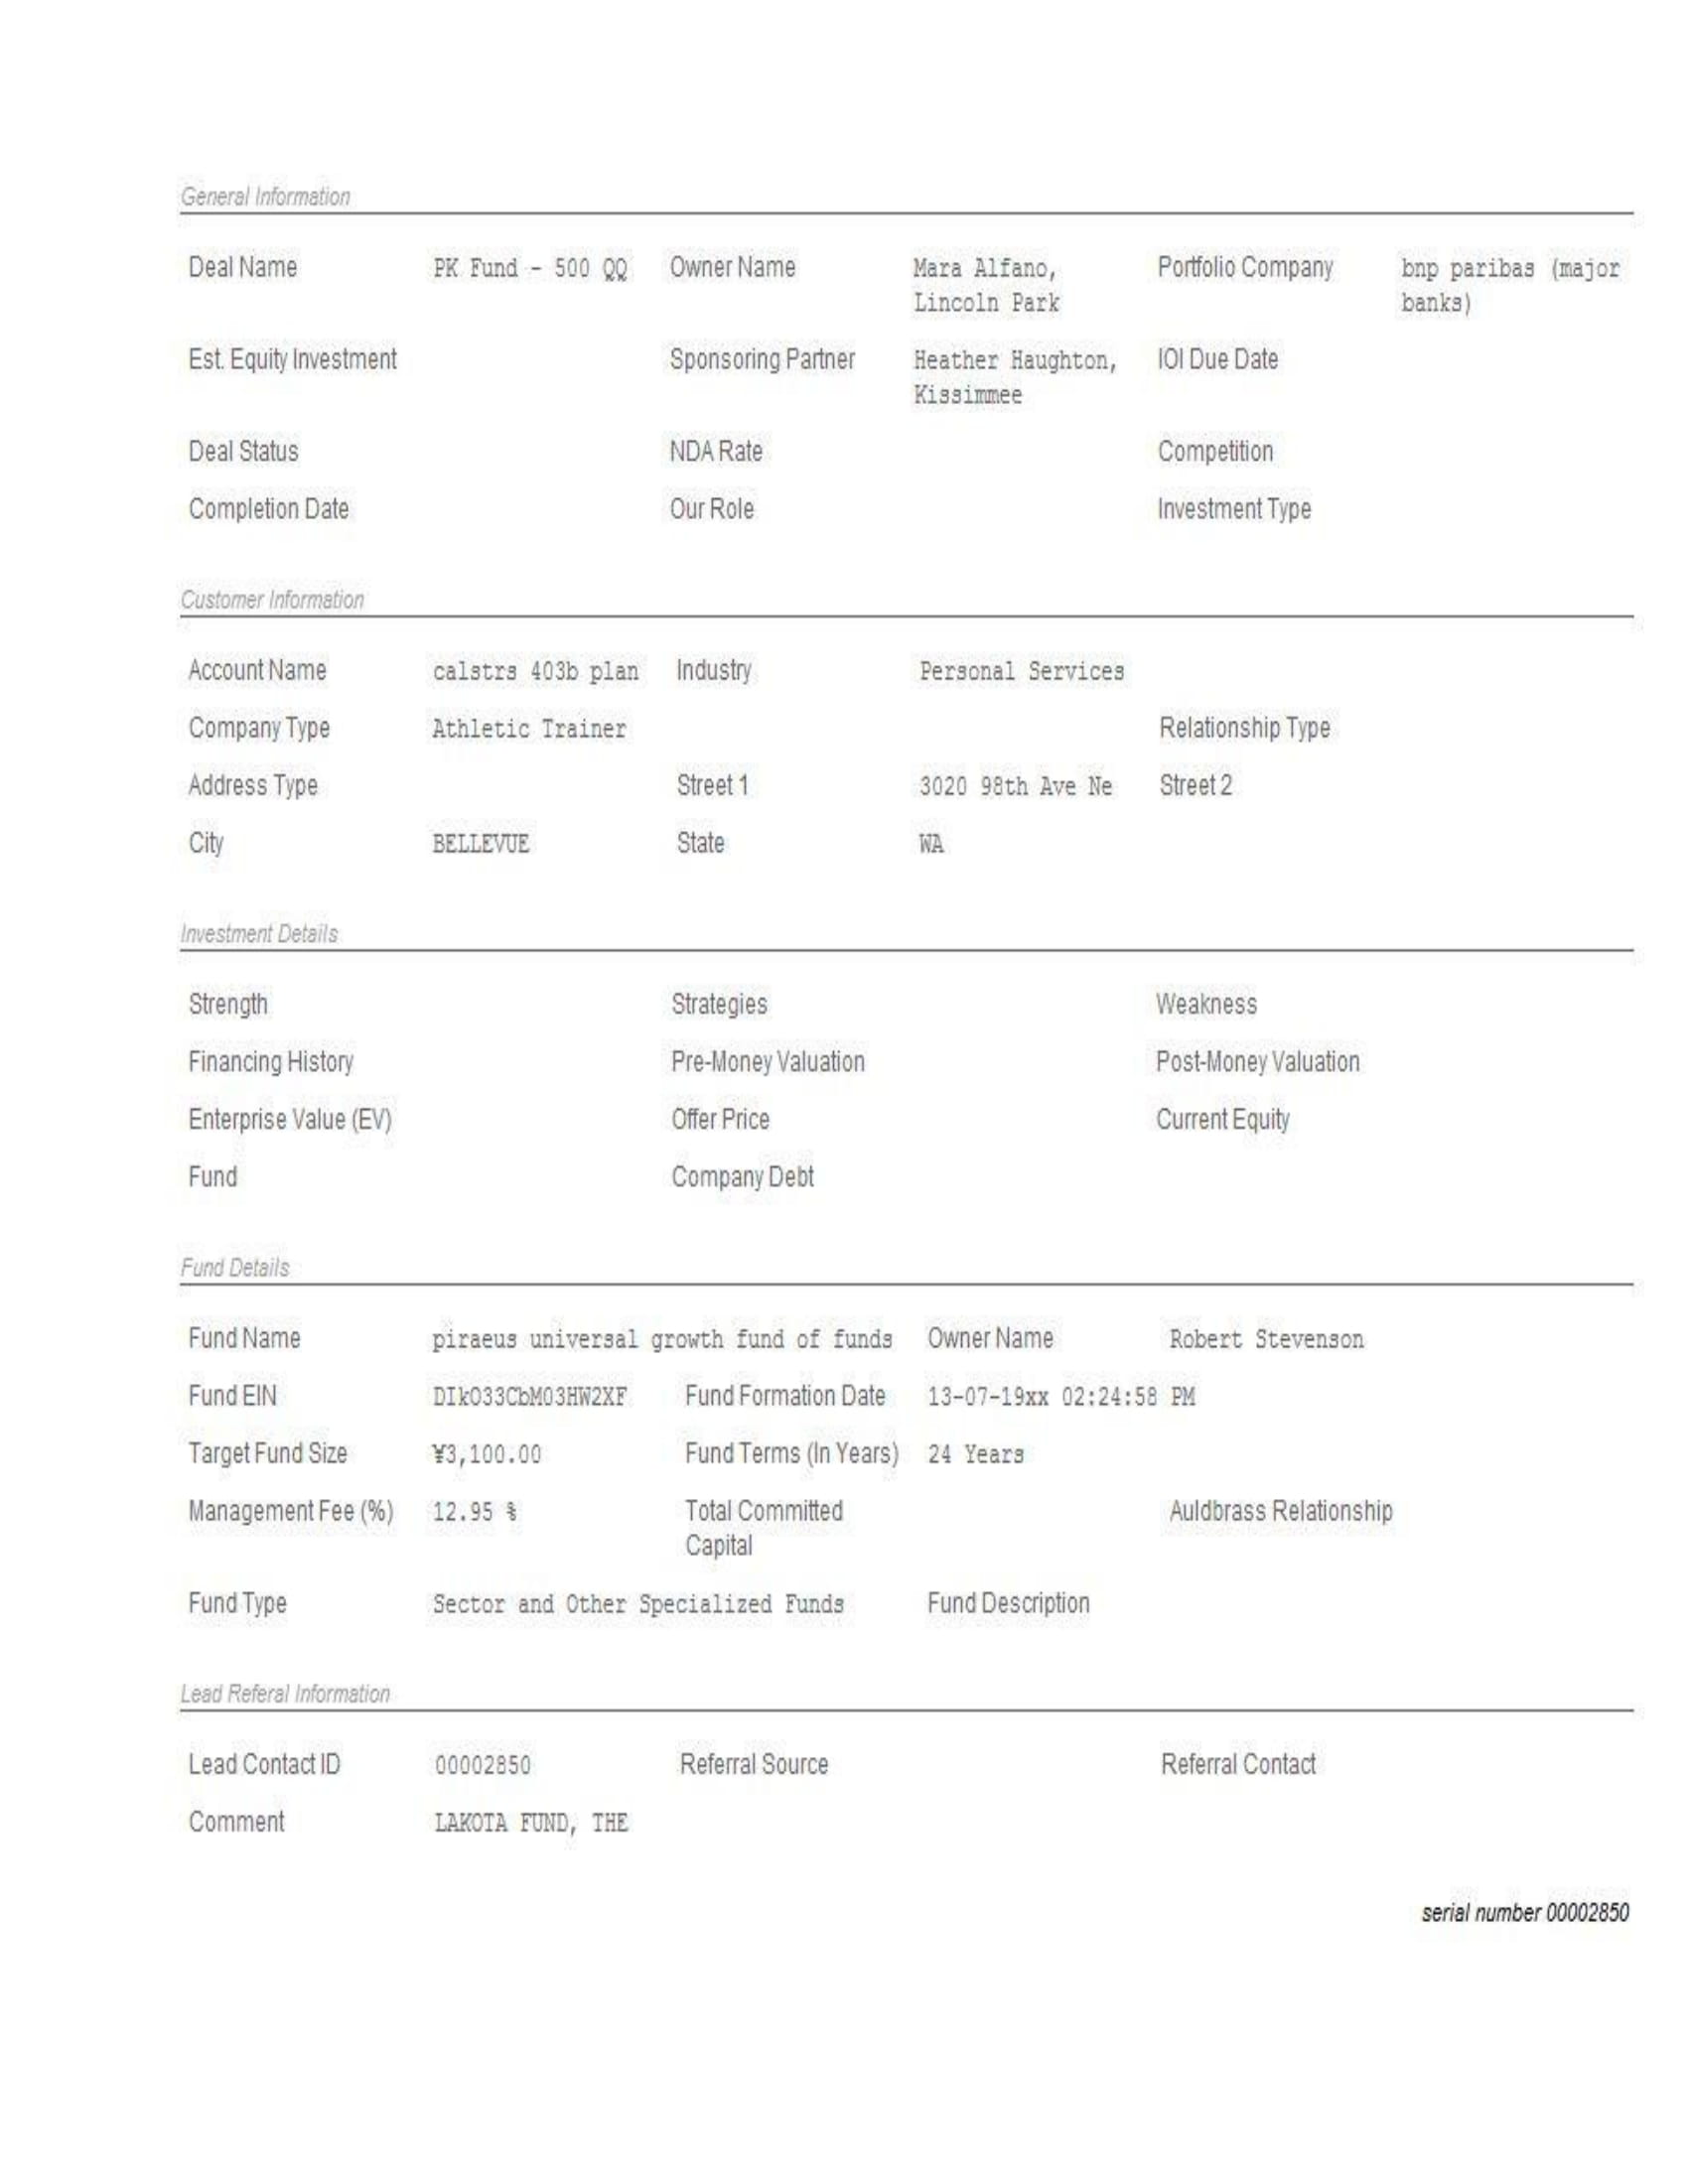 General Information
Deal Name PK Fund - 500 QQ Owner Name Mara Alfano, Portfolio Company bnp paribas (major
Lincoln Park banks)
Est. Equity Investment Sponsoring Partner Heather Haughton, IOI Due Date
Kissimmee
Deal Status NDA Rate Competition
Completion Date Our Role Investment Type
Customer Information
Account Name calstrs 403b plan Industry Personal Services
Company Type Athletic Trainer Relationship Type
Address Type Street 1 3020 98th Ave Ne Street 2
City BELLEVUE State WA
Investment Details
Strength Strategies Weakness
Financing History Pre-Money Valuation Post-Money Valuation
Enterprise Value (EV) Offer Price Current Equity
Fund Company Debt
Fund Details
Fund Name piraeus universal growth fund of funds Owner Name Robert Stevenson
Fund EIN DIkO33CbM03HW2XF Fund Formation Date 13-07-19xx 02:24:58 PM
Target Fund Size ¥3,100.00 Fund Terms (In Years) 24 Years
Management Fee (%) 12.95 % Total Committed Auldbrass Relationship
Capital
Fund Type Sector and Other Specialized Funds Fund Description
Lead Referal Information
Lead Contact ID 00002850 Referral Source Referral Contact
Comment LAKOTA FUND, THE
serial number 00002850